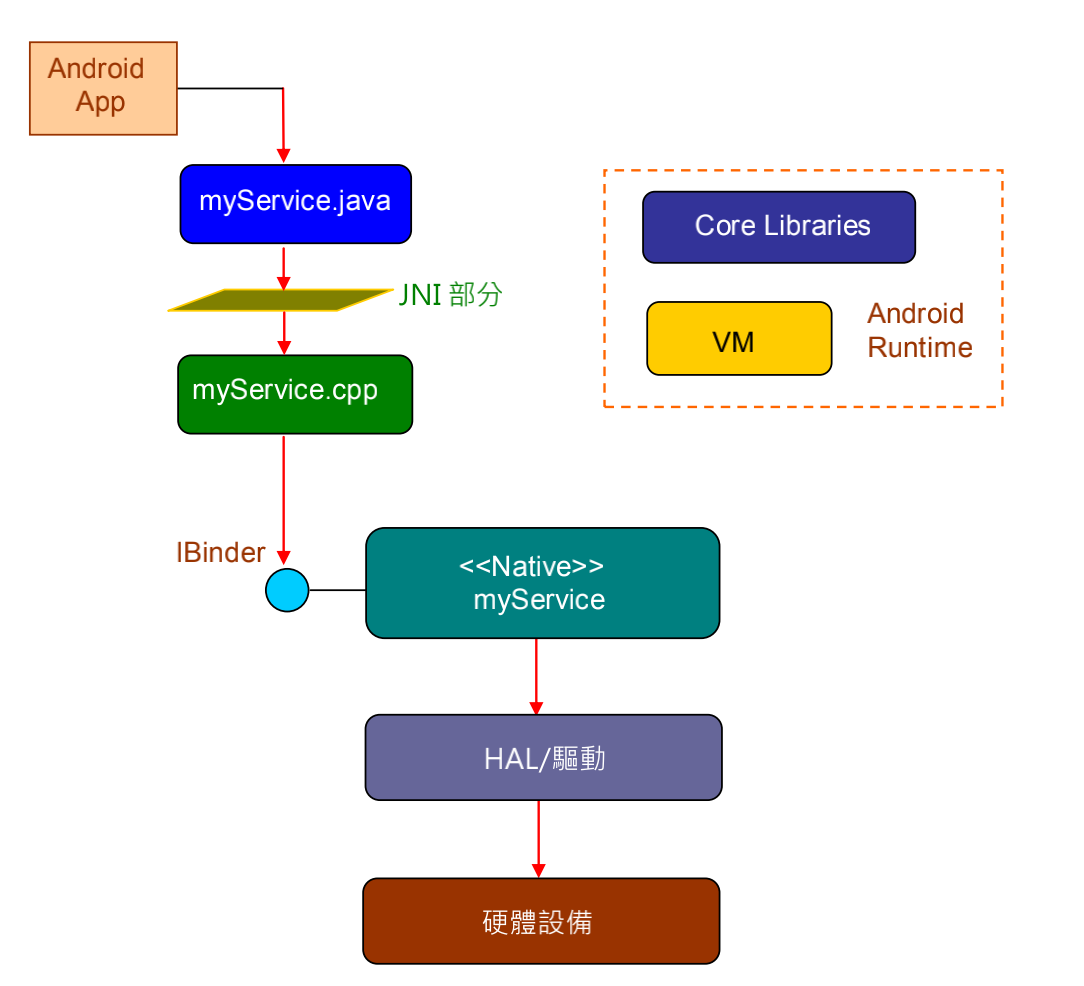 Android
App
myService.java
JNI 部分
myService.cpp
Core Libraries
VM
Android
Runtime
IBinder
<<Native>>
myService
HAL/驅動
硬體設備